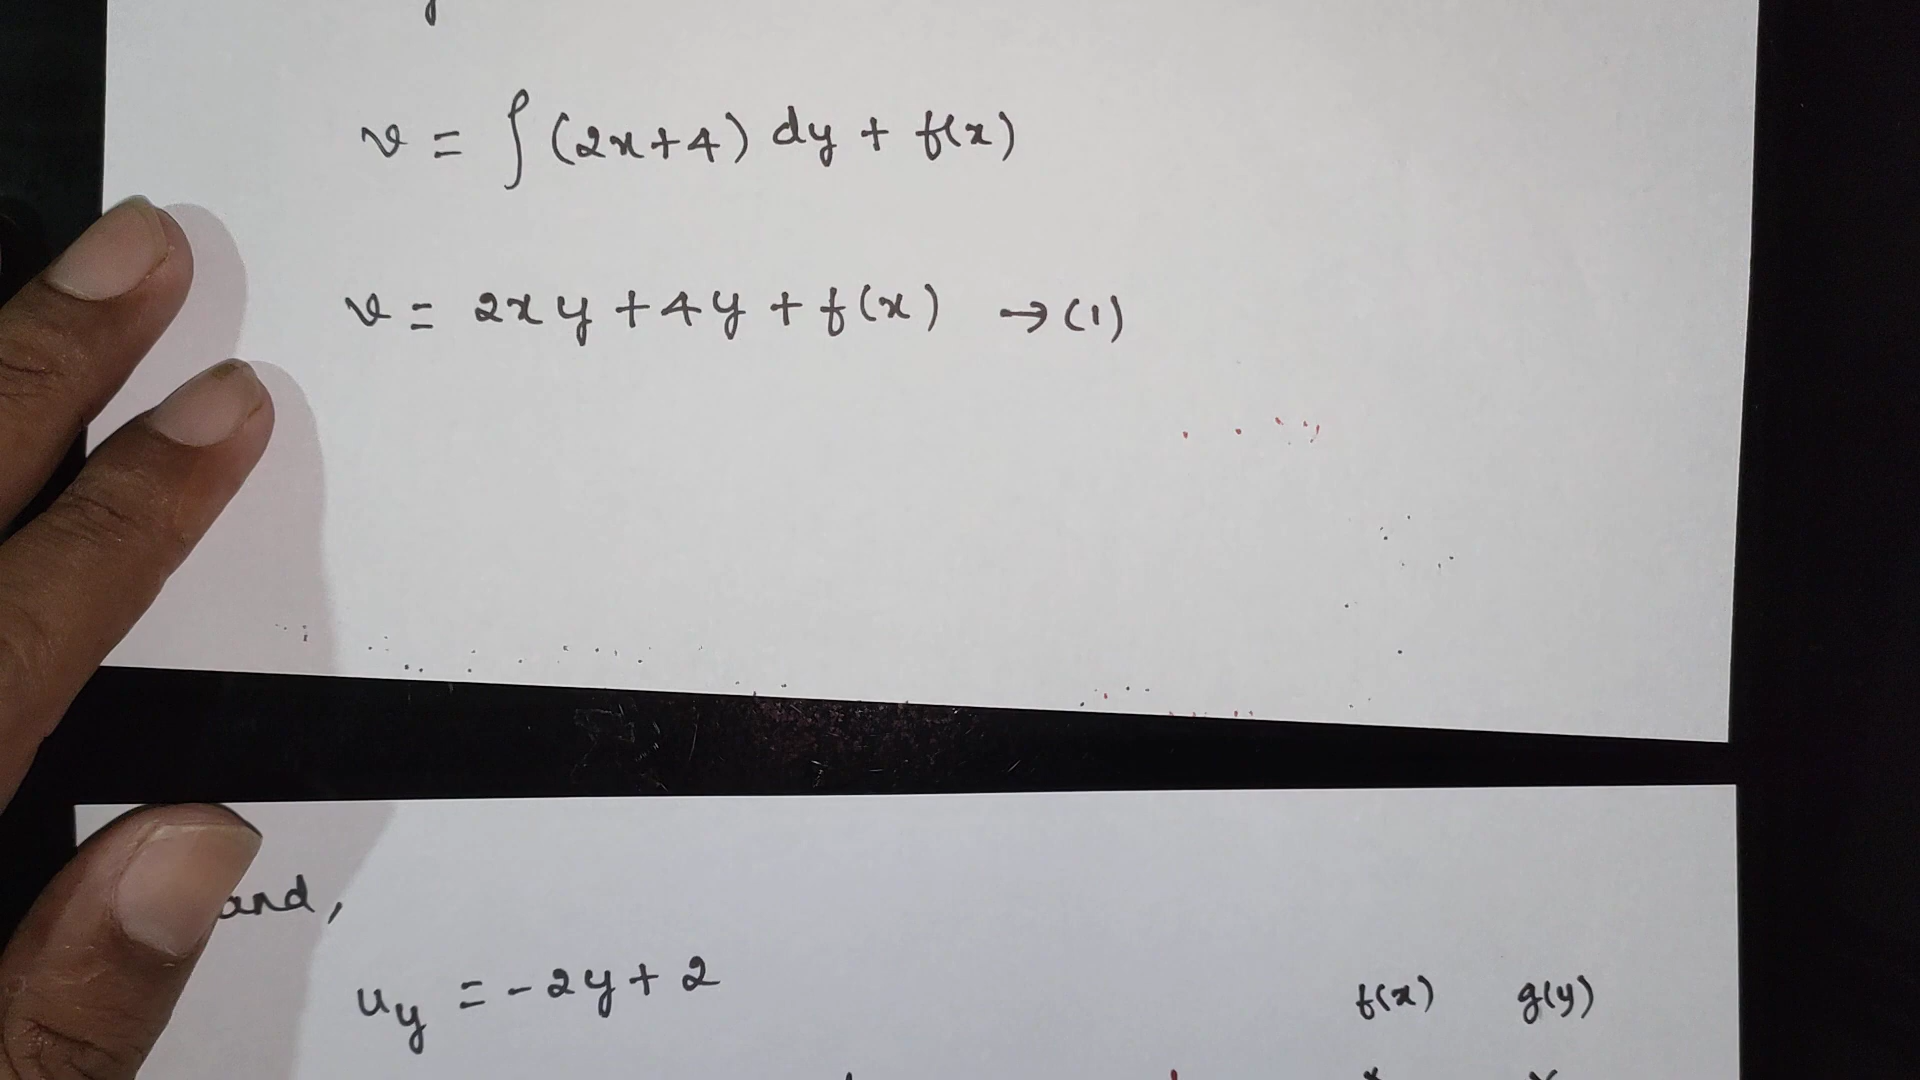 v = ∫ (2x+4) dy + f(x)
v = 2xy + 4y + f(x) → (1)
and,
u_y = -2y + 2
f(x) g(y)